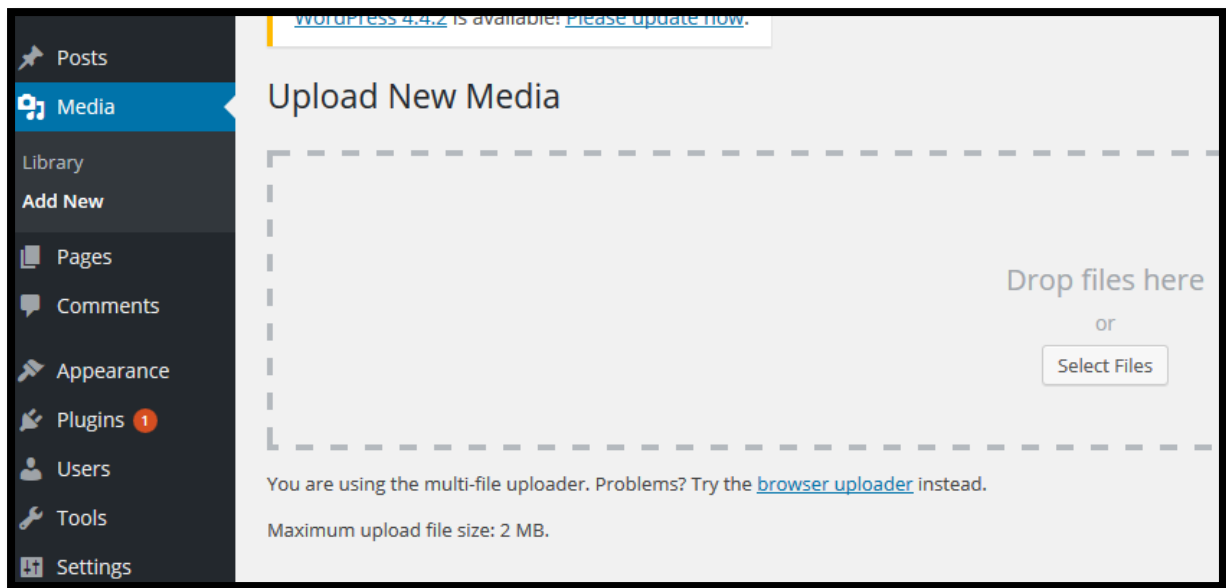 WordPress 4.4.2 is available! Please update now.
Posts
Media
Library
Add New
Pages
Comments
Appearance
Plugins 1
Users
Tools
Settings
Upload New Media
Drop files here
or
Select Files
You are using the multi-file uploader. Problems? Try the browser uploader instead.
Maximum upload file size: 2 MB.